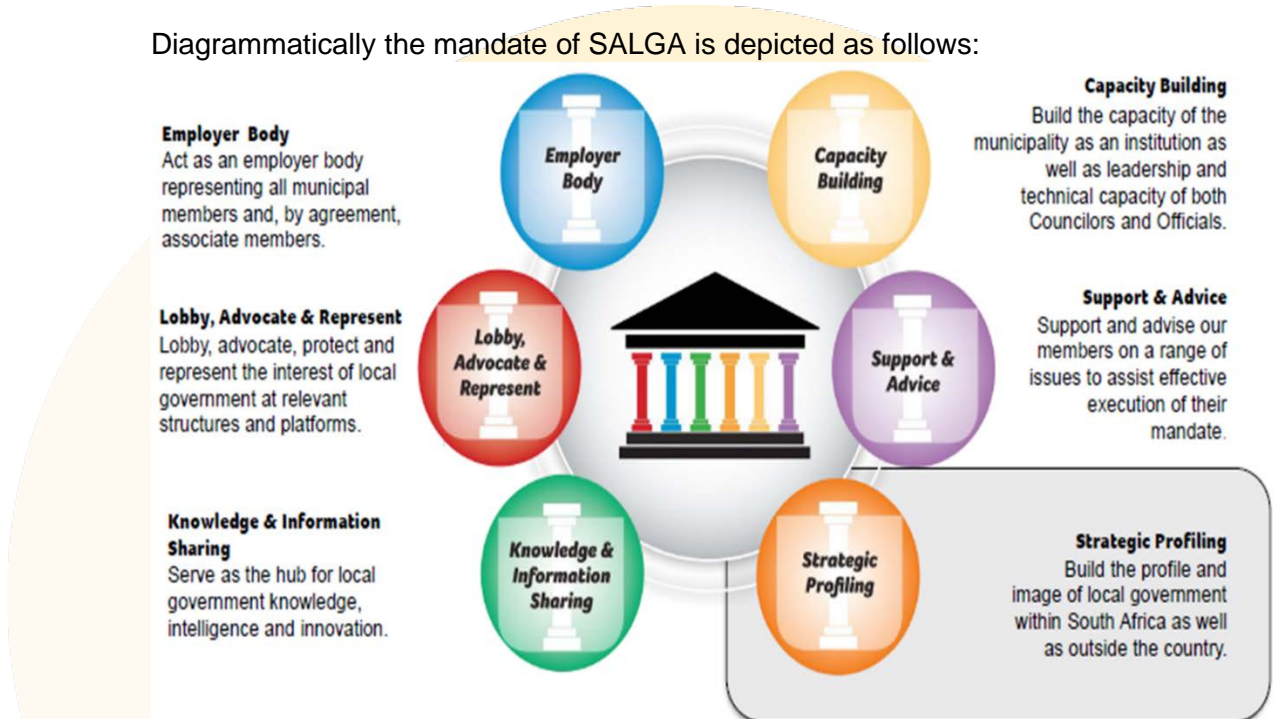 Diagrammatically the mandate of SALGA is depicted as follows:
Employer Body
Act as an employer body
representing all municipal
members and, by agreement,
associate members.
Lobby, Advocate & Represent
Lobby, advocate, protect and
represent the interest of local
government at relevant
structures and platforms.
Knowledge & Information
Sharing
Serve as the hub for local
government knowledge,
intelligence and innovation.
Employer
Body
Lobby,
Advocate &
Represent
Knowledge &
Information
Sharing
Capacity
Building
Support &
Advice
Strategic
Profiling
Capacity Building
Build the capacity of the
municipality as an institution as
well as leadership and
technical capacity of both
Councilors and Officials.
Support & Advice
Support and advise our
members on a range of
issues to assist effective
execution of their
mandate.
Strategic Profiling
Build the profile and
image of local government
within South Africa as well
as outside the country.